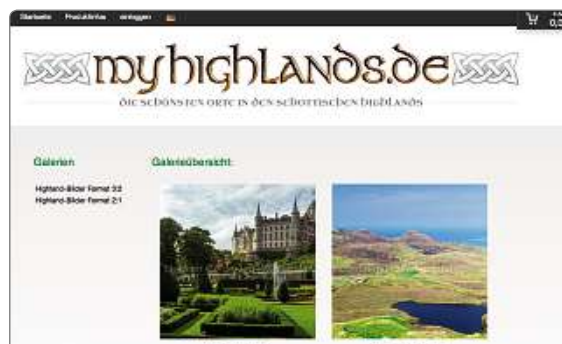 Startseite Produktinfos einloggen
myhighlands.de
die schönsten orte in den schottischen highlands
Galerien
Galerieübersicht:
Highland-Bilder Format 3:2
Highland-Bilder Format 2:1